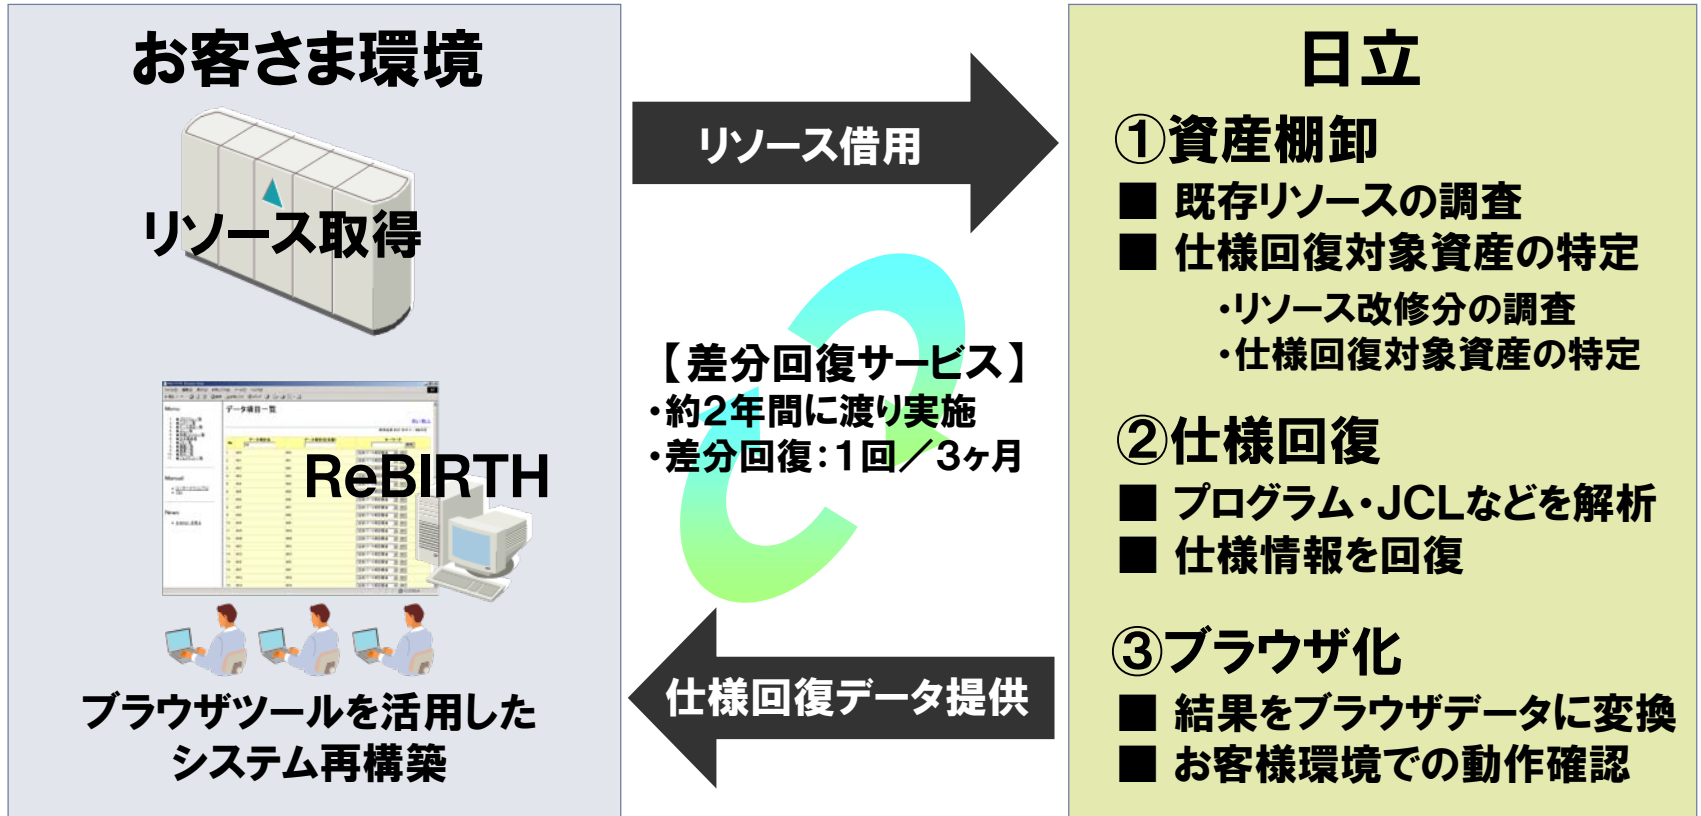 お客さま環境
リソース取得
データ項目一覧
ReBIRTH
ブラウザツールを活用した
システム再構築
リソース借用
【差分回復サービス】
・約2年間に渡り実施
・差分回復：1回／3ヶ月
仕様回復データ提供
日立
①資産棚卸
■ 既存リソースの調査
■ 仕様回復対象資産の特定
・リソース改修分の調査
・仕様回復対象資産の特定
②仕様回復
■ プログラム・JCLなどを解析
■ 仕様情報を回復
③ブラウザ化
■ 結果をブラウザデータに変換
■ お客様環境での動作確認